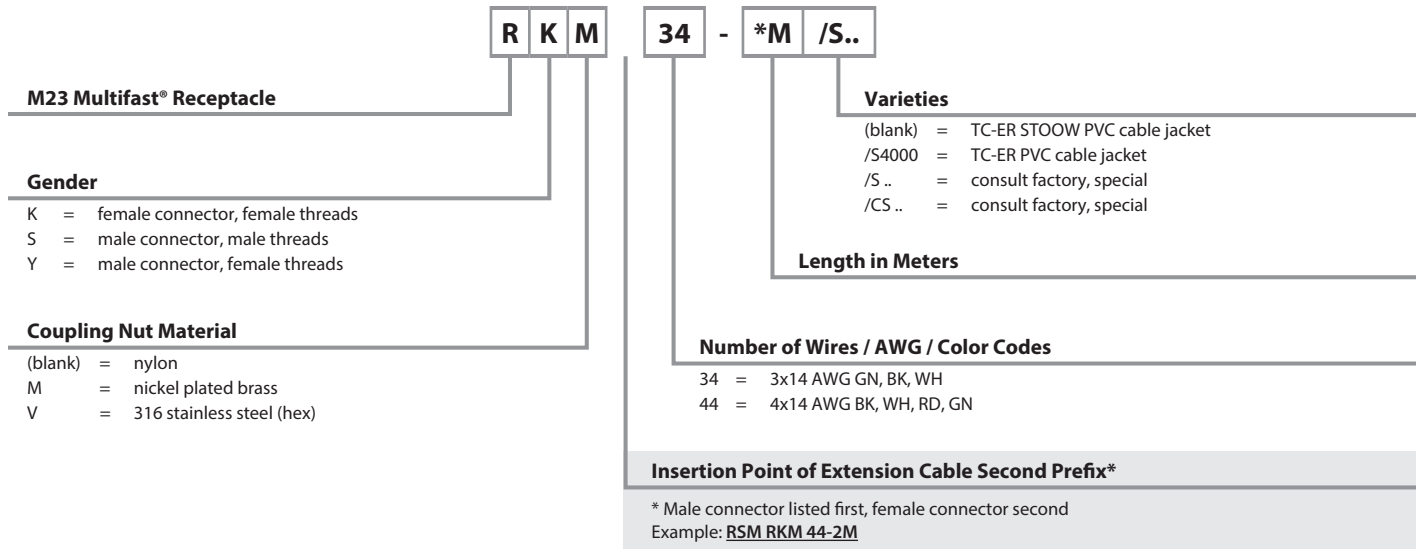 R K M 34 - *M /S..
M23 Multifast® Receptacle
Gender
K = female connector, female threads
S = male connector, male threads
Y = male connector, female threads
Coupling Nut Material
(blank) = nylon
M = nickel plated brass
V = 316 stainless steel (hex)
Varieties
(blank) = TC-ER STOOW PVC cable jacket
/S4000 = TC-ER PVC cable jacket
/S .. = consult factory, special
/CS .. = consult factory, special
Length in Meters
Number of Wires / AWG / Color Codes
34 = 3x14 AWG GN, BK, WH
44 = 4x14 AWG BK, WH, RD, GN
Insertion Point of Extension Cable Second Prefix*
* Male connector listed first, female connector second
Example: RSM RKM 44-2M